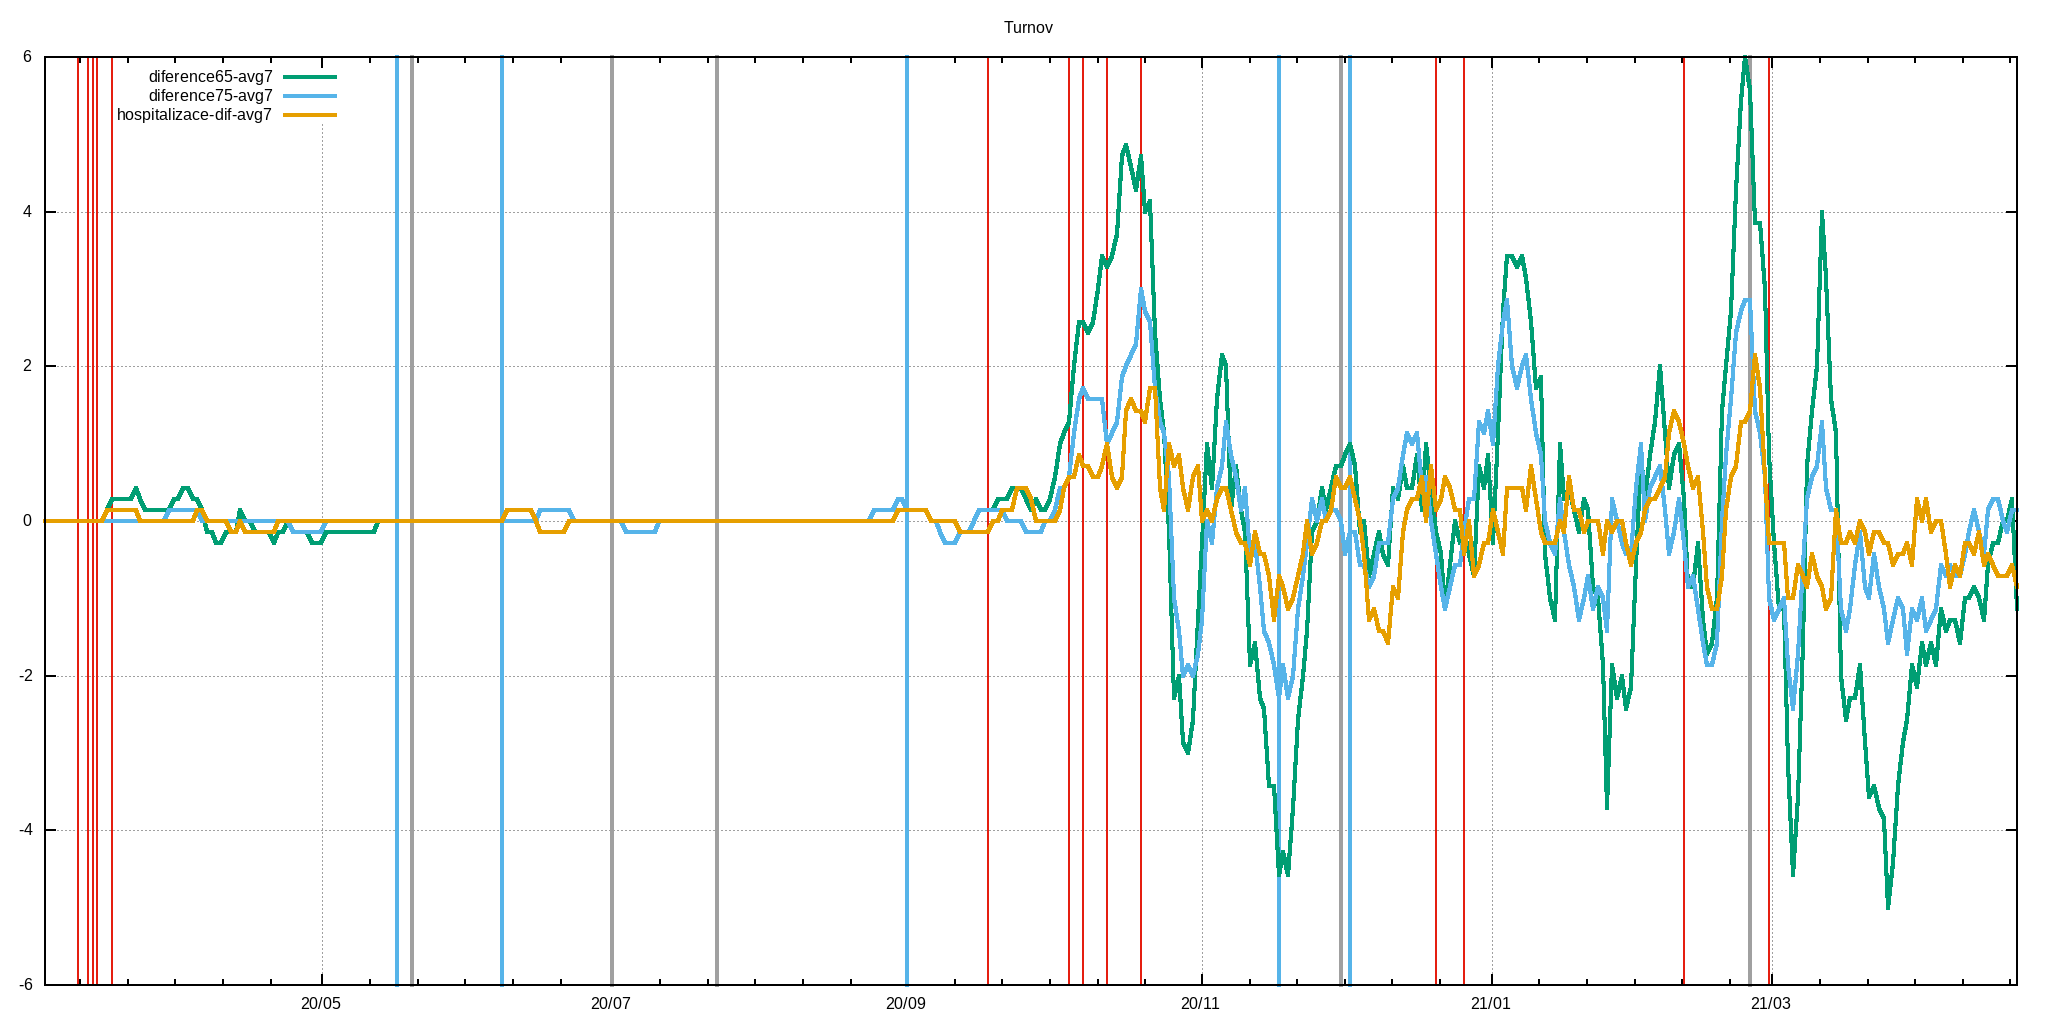 Turnov
6
diference65-avg7
diference75-avg7
hospitalizace-dif-avg7
4
2
0
-2
-4
-6
20/05 20/07 20/09 20/11 21/01 21/03